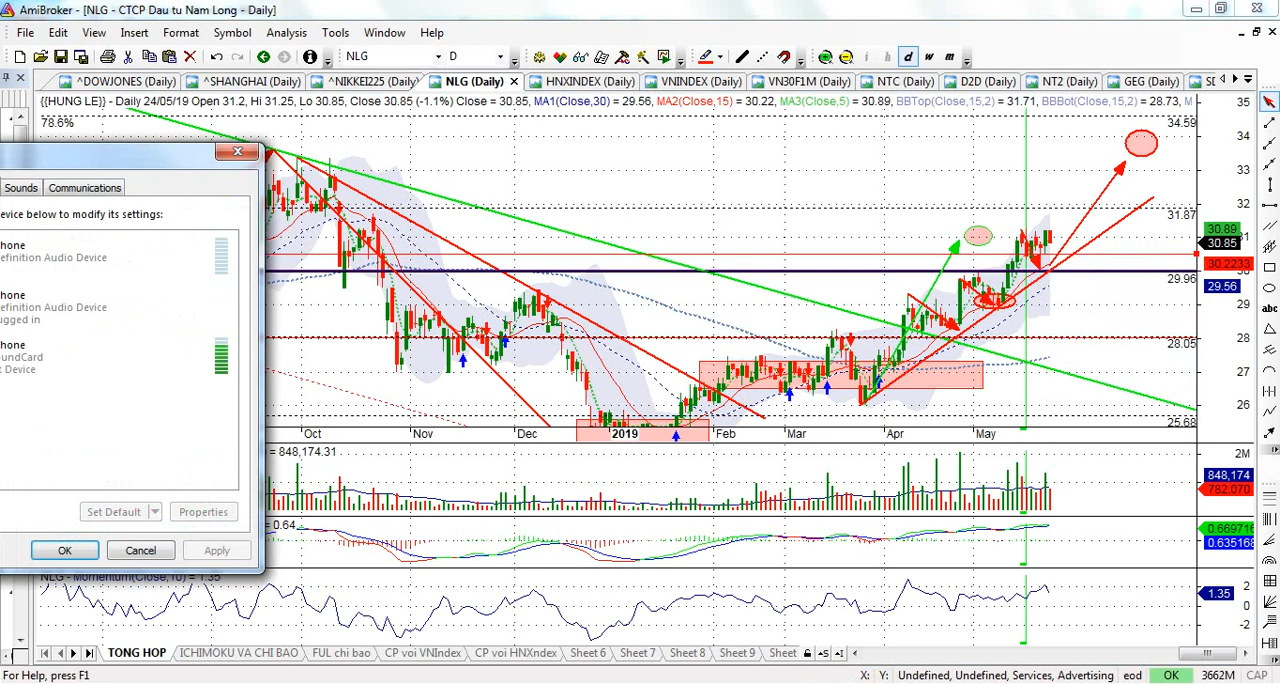 AmiBroker - [NLG - CTCP Dau tu Nam Long - Daily]
File Edit View Insert Format Symbol Analysis Tools Window Help
NLG D i h d w m
^DOWJONES (Daily) ^SHANGHAI (Daily) ^NIKKEI225 (Daily) NLG (Daily) HNXINDEX (Daily) VNINDEX (Daily) VN30F1M (Daily) NTC (Daily) D2D (Daily) NT2 (Daily) GEG (Daily)
{{HUNG LE}} - Daily 24/05/19 Open 31.2, Hi 31.25, Lo 30.85, Close 30.85 (-1.1%) Close = 30.85, MA1(Close,30) = 29.56, MA2(Close,15) = 30.22, MA3(Close,5) = 30.89, BBTop(Close,15,2) = 31.71, BBBot(Close,15,2) = 28.73, M
35
78.6%
34.59
34
33
32
31.87
30.89
31
30.85
30.2233
29.96
29.56
29
28.05
28
27
26
25.68
Sounds Communications
evice below to modify its settings:
hone
efinition Audio Device
hone
efinition Audio Device
ugged in
hone
oundCard
t Device
Set Default Properties
OK Cancel Apply
Oct Nov Dec 2019 Feb Mar Apr May
= 848,174.31
2M
848,174
782,070
= 0.64
0.669716
0.635168
NLG - Momentum(Close,10) = 1.35
2
1.35
0
-2
TONG HOP ICHIMOKU VA CHI BAO Full chi bao CP voi VNIndex CP voi HNXndex Sheet 6 Sheet 7 Sheet 8 Sheet 9 Sheet
abc
For Help, press F1
X: Y: Undefined, Undefined, Services, Advertising eod OK 3662M CAP